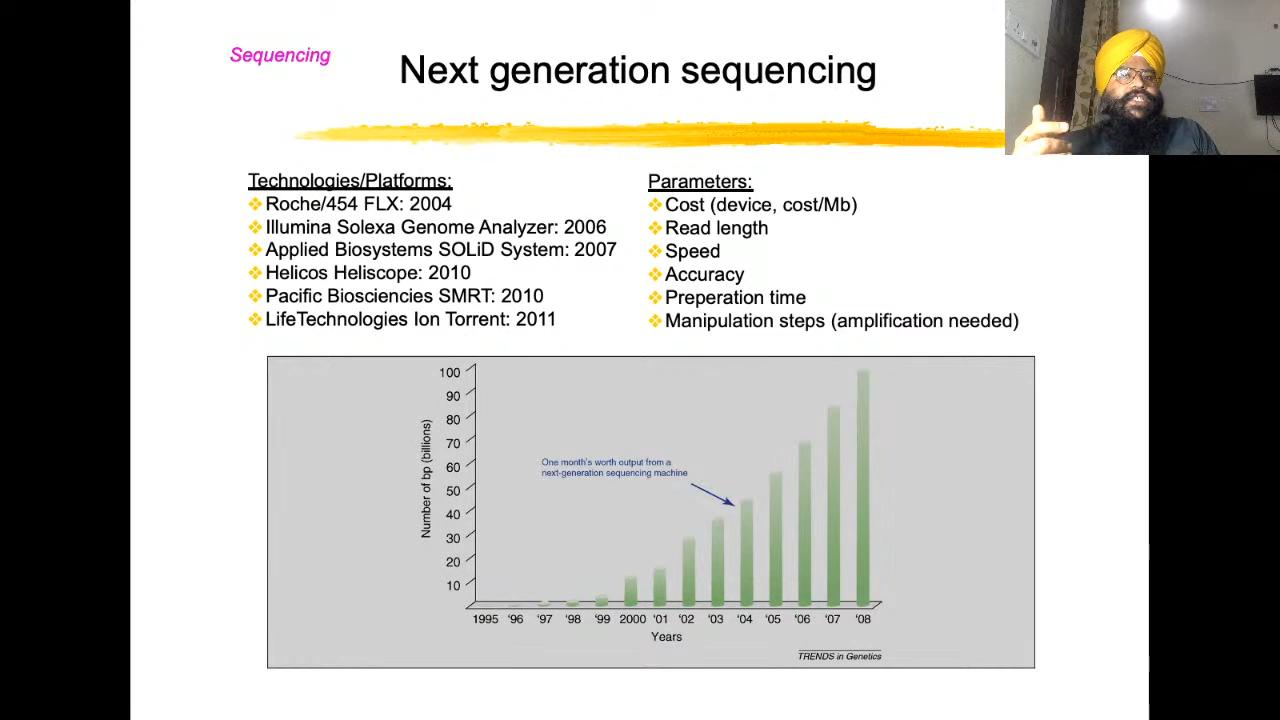 Sequencing
Next generation sequencing
Technologies/Platforms:
❖Roche/454 FLX: 2004
❖Illumina Solexa Genome Analyzer: 2006
❖Applied Biosystems SOLiD System: 2007
❖Helicos Heliscope: 2010
❖Pacific Biosciencies SMRT: 2010
❖LifeTechnologies Ion Torrent: 2011
Parameters:
❖Cost (device, cost/Mb)
❖Read length
❖Speed
❖Accuracy
❖Preperation time
❖Manipulation steps (amplification needed)
100
90
80
70
60
50
40
30
20
10
Number of bp (billions)
One month's worth output from a
next-generation sequencing machine
1995 '96 '97 '98 '99 2000 '01 '02 '03 '04 '05 '06 '07 '08
Years
TRENDS in Genetics